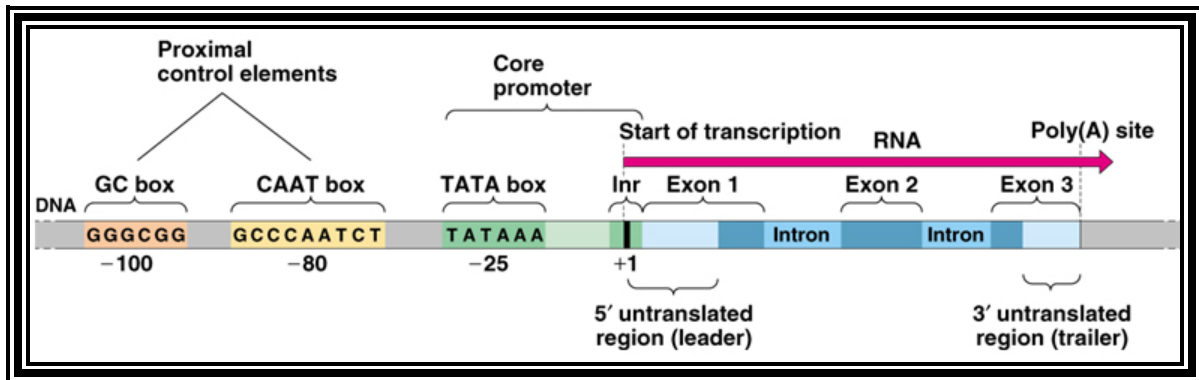 Proximal
control elements
Core
promoter
Start of transcription
RNA
Poly(A) site
GC box
CAAT box
TATA box
Inr
Exon 1
Exon 2
Exon 3
DNA
GGGCGG
GCCCAATCT
TATAAA
Intron
Intron
−100
−80
−25
+1
5′ untranslated
region (leader)
3′ untranslated
region (trailer)